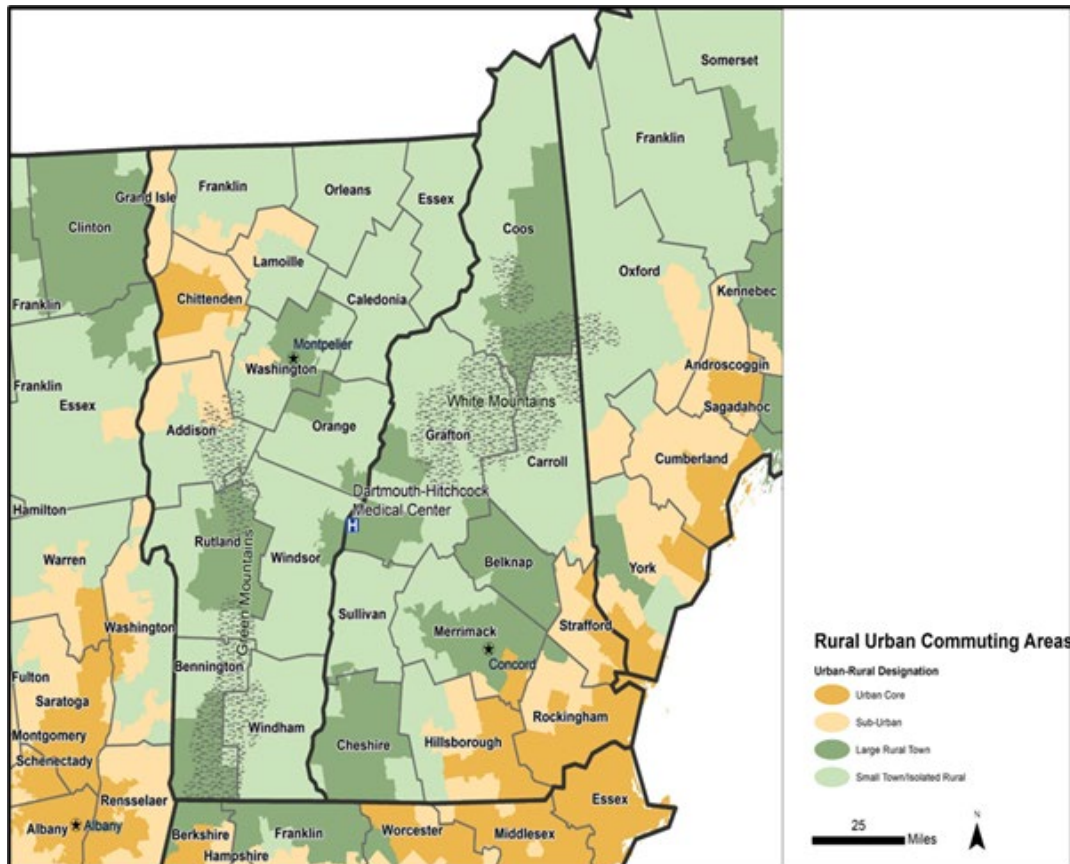 Somerset
Franklin
Grand Isle
Franklin
Orleans
Essex
Clinton
Coos
Lamoille
Oxford
Kennebec
Chittenden
Caledonia
Franklin
Montpelier
Washington
Androscoggin
Franklin
Essex
White Mountains
Sagadahoc
Addison
Orange
Grafton
Cumberland
Carroll
Dartmouth-Hitchcock
Medical Center
H
Hamilton
Rutland
Windsor
Warren
Belknap
York
Green Mountains
Sullivan
Washington
Merrimack
Strafford
Bennington
Concord
Fulton
Saratoga
Rockingham
Windham
Montgomery
Cheshire
Hillsborough
Schenectady
Rensselaer
Essex
Albany
Albany
Berkshire
Franklin
Worcester
Middlesex
Hampshire
Rural Urban Commuting Areas
Urban-Rural Designation
Urban Core
Sub-Urban
Large Rural Town
Small Town/Isolated Rural
N
25
Miles